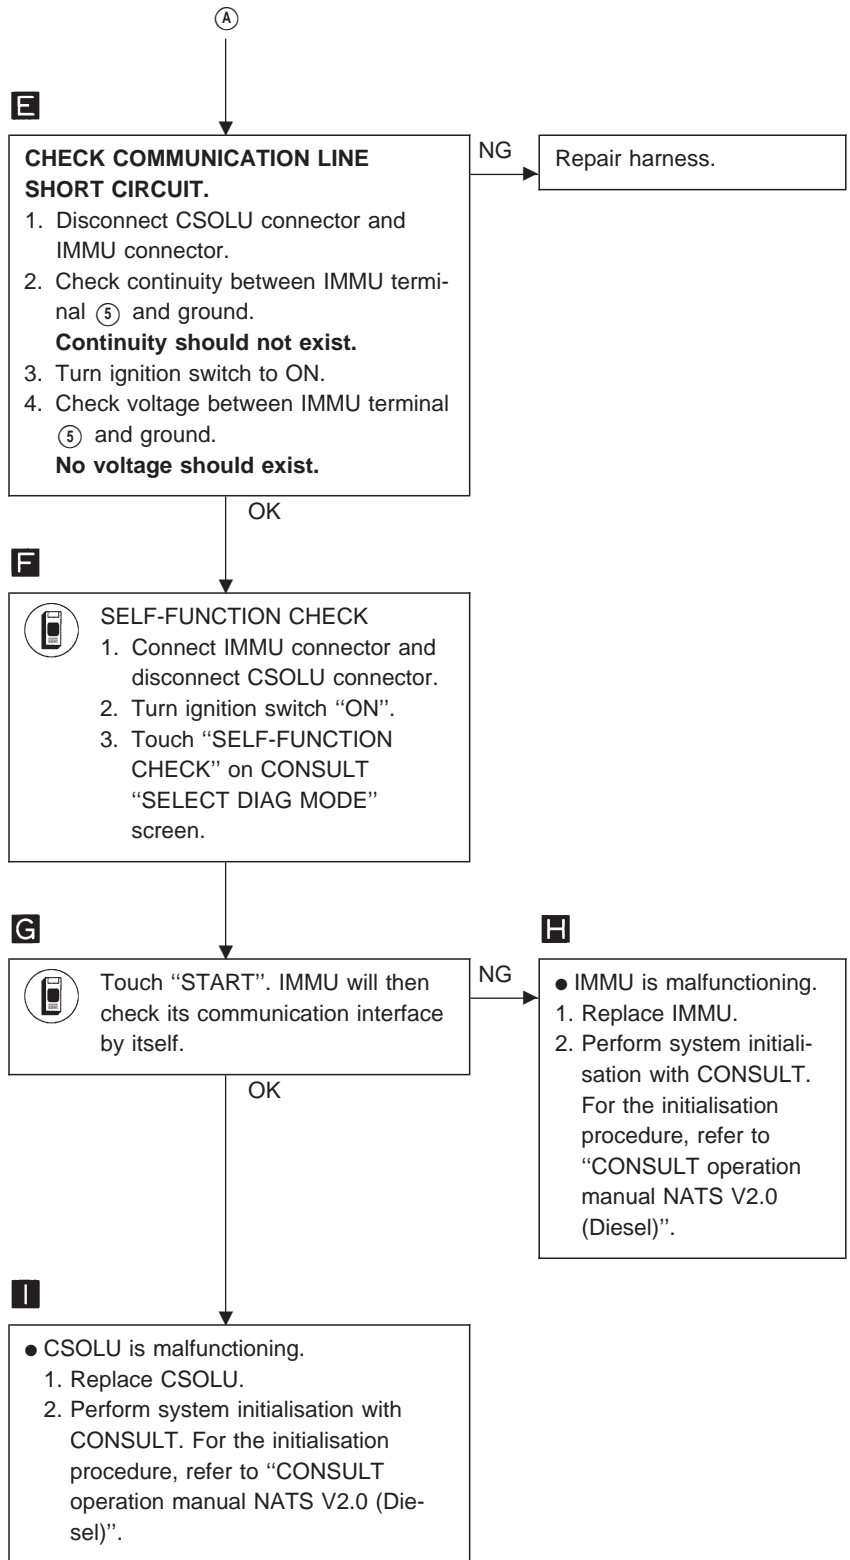 A
E
CHECK COMMUNICATION LINE
SHORT CIRCUIT.
1. Disconnect CSOLU connector and
IMMU connector.
2. Check continuity between IMMU termi-
nal ⑤ and ground.
Continuity should not exist.
3. Turn ignition switch to ON.
4. Check voltage between IMMU terminal
⑤ and ground.
No voltage should exist.
NG
Repair harness.
OK
F
SELF-FUNCTION CHECK
1. Connect IMMU connector and
disconnect CSOLU connector.
2. Turn ignition switch ‘‘ON’’.
3. Touch ‘‘SELF-FUNCTION
CHECK’’ on CONSULT
‘‘SELECT DIAG MODE’’
screen.
G
Touch ‘‘START’’. IMMU will then
check its communication interface
by itself.
NG
H
● IMMU is malfunctioning.
1. Replace IMMU.
2. Perform system initiali-
sation with CONSULT.
For the initialisation
procedure, refer to
‘‘CONSULT operation
manual NATS V2.0
(Diesel)’’.
OK
I
● CSOLU is malfunctioning.
1. Replace CSOLU.
2. Perform system initialisation with
CONSULT. For the initialisation
procedure, refer to ‘‘CONSULT
operation manual NATS V2.0 (Die-
sel)’’.